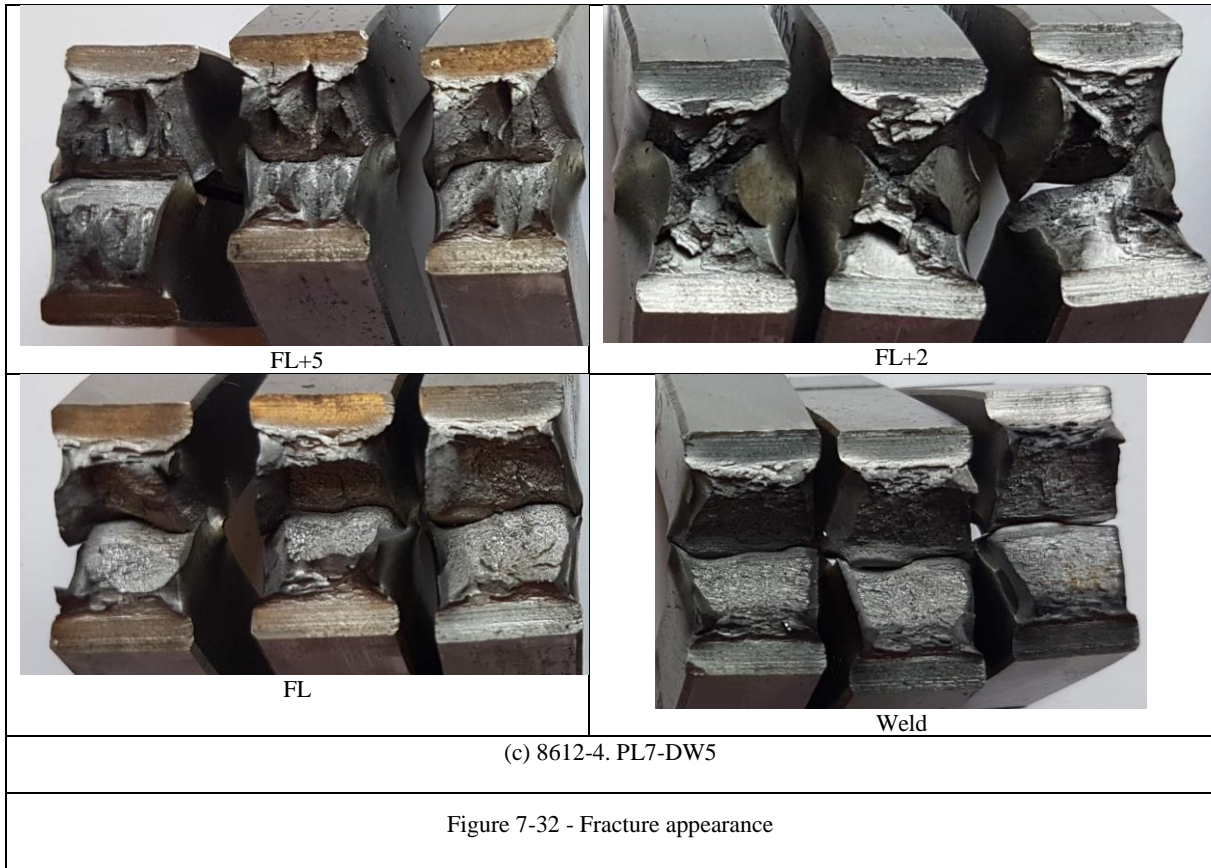 FL+5
FL+2
FL
Weld
(c) 8612-4. PL7-DW5
Figure 7-32 - Fracture appearance